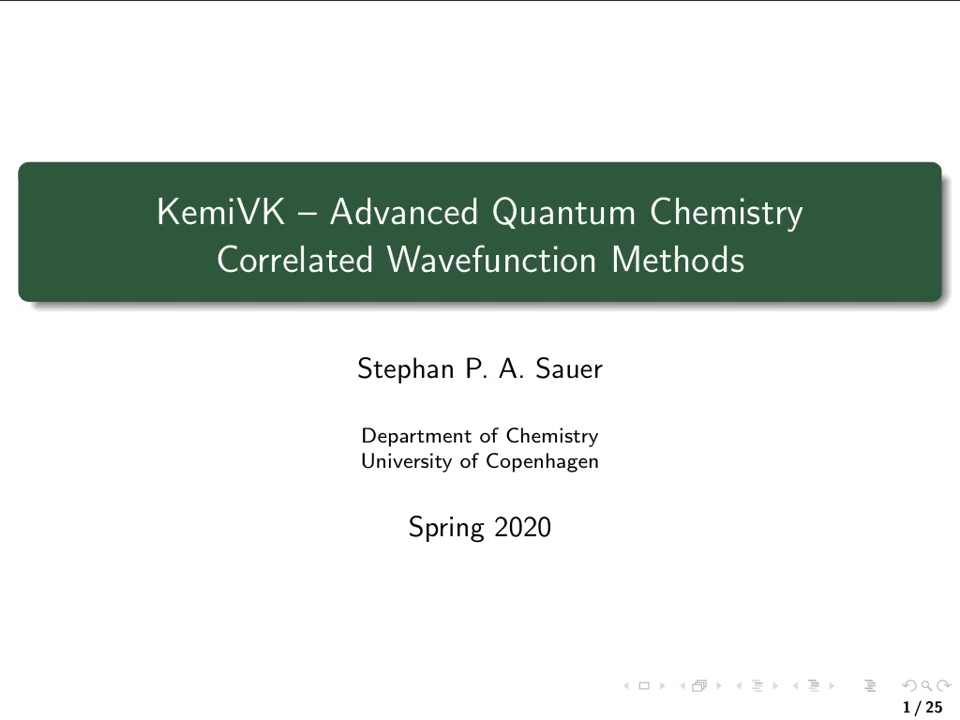 KemiVK – Advanced Quantum Chemistry
Correlated Wavefunction Methods
Stephan P. A. Sauer
Department of Chemistry
University of Copenhagen
Spring 2020
1 / 25